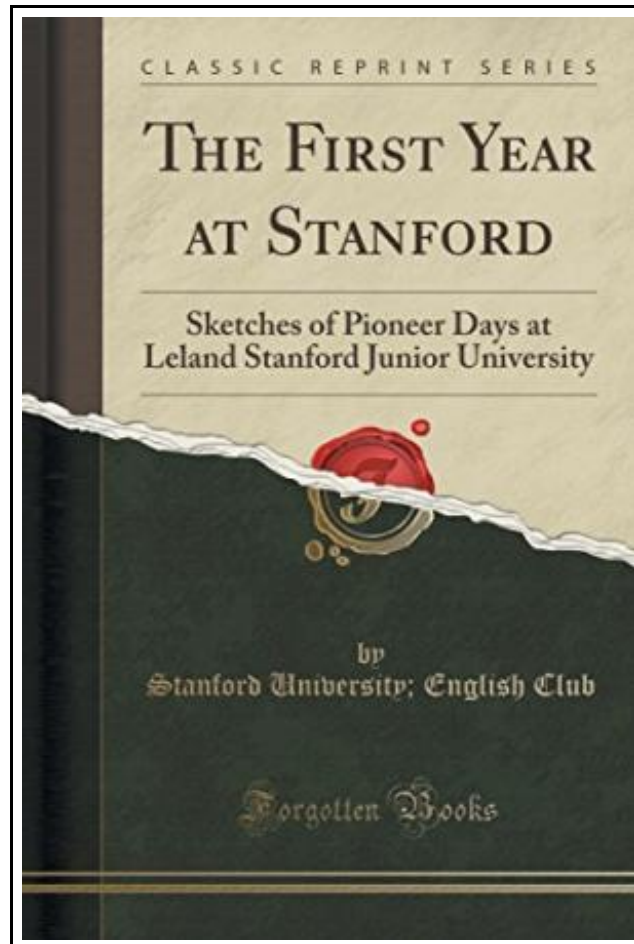 CLASSIC REPRINT SERIES
THE FIRST YEAR
AT STANFORD
Sketches of Pioneer Days at
Leland Stanford Junior University
by
Stanford University; English Club
Forgotten Books